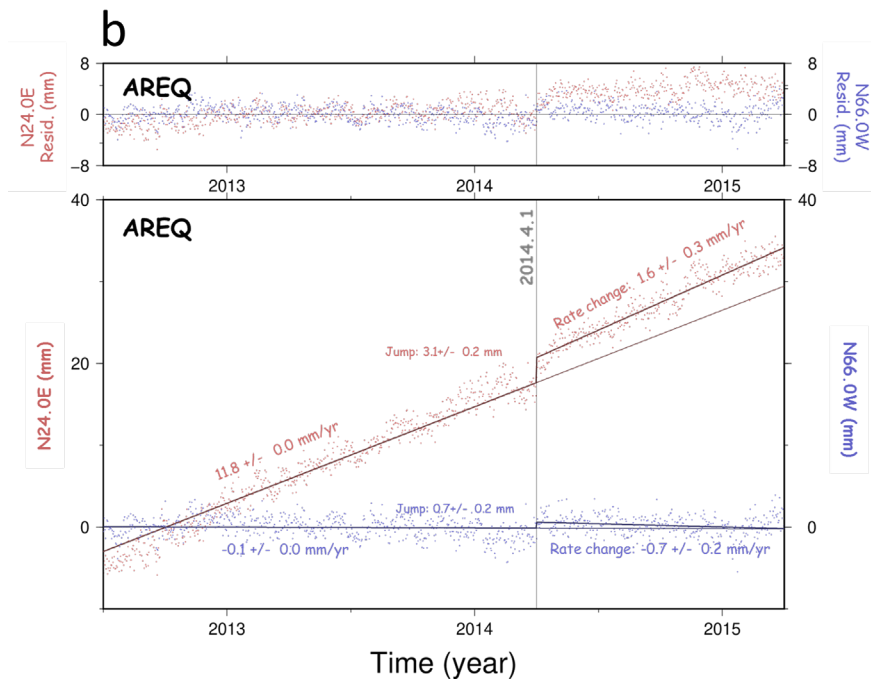 b
AREQ
N24.0E
Resid. (mm)
8
0
−8
8
0
−8
N66.0W
Resid. (mm)
2013
2014
2015
AREQ
2014.4.1
Rate change: 1.6 +/- 0.3 mm/yr
Jump: 3.1+/- 0.2 mm
11.8 +/- 0.0 mm/yr
Jump: 0.7+/- 0.2 mm
-0.1 +/- 0.0 mm/yr
Rate change: -0.7 +/- 0.2 mm/yr
N24.0E (mm)
40
20
0
40
0
N66.0W (mm)
2013
2014
2015
Time (year)